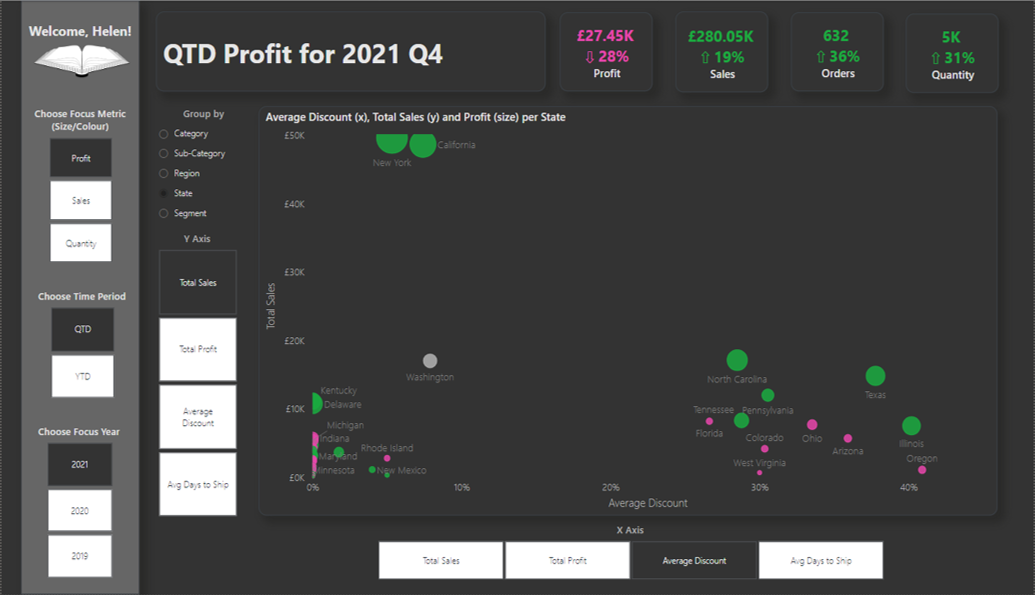 Welcome, Helen!
QTD Profit for 2021 Q4
£27.45K
⇩ 28%
Profit
£280.05K
⇧ 19%
Sales
632
⇧ 36%
Orders
5K
⇧ 31%
Quantity
Choose Focus Metric
(Size/Colour)
Profit
Sales
Quantity
Choose Time Period
QTD
YTD
Choose Focus Year
2021
2020
2019
Group by
Category
Sub-Category
Region
State
Segment
Y Axis
Total Sales
Total Profit
Average
Discount
Avg Days to Ship
Average Discount (x), Total Sales (y) and Profit (size) per State
£50K
£40K
£30K
£20K
£10K
£0K
Total Sales
New York
California
Washington
Kentucky
Delaware
Michigan
Indiana
Maryland
Minnesota
Rhode Island
New Mexico
North Carolina
Tennessee
Pennsylvania
Florida
Colorado
West Virginia
Ohio
Arizona
Texas
Illinois
Oregon
0%
10%
20%
30%
40%
Average Discount
X Axis
Total Sales
Total Profit
Average Discount
Avg Days to Ship